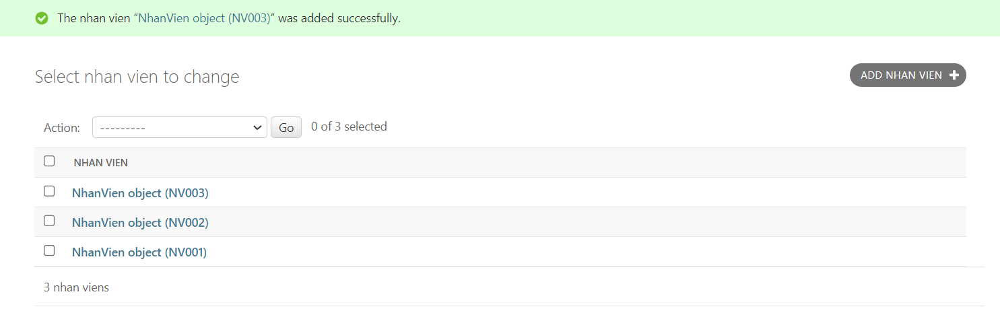 The nhan vien “NhanVien object (NV003)” was added successfully.
Select nhan vien to change
ADD NHAN VIEN
Action: --------- Go 0 of 3 selected
NHAN VIEN
NhanVien object (NV003)
NhanVien object (NV002)
NhanVien object (NV001)
3 nhan viens